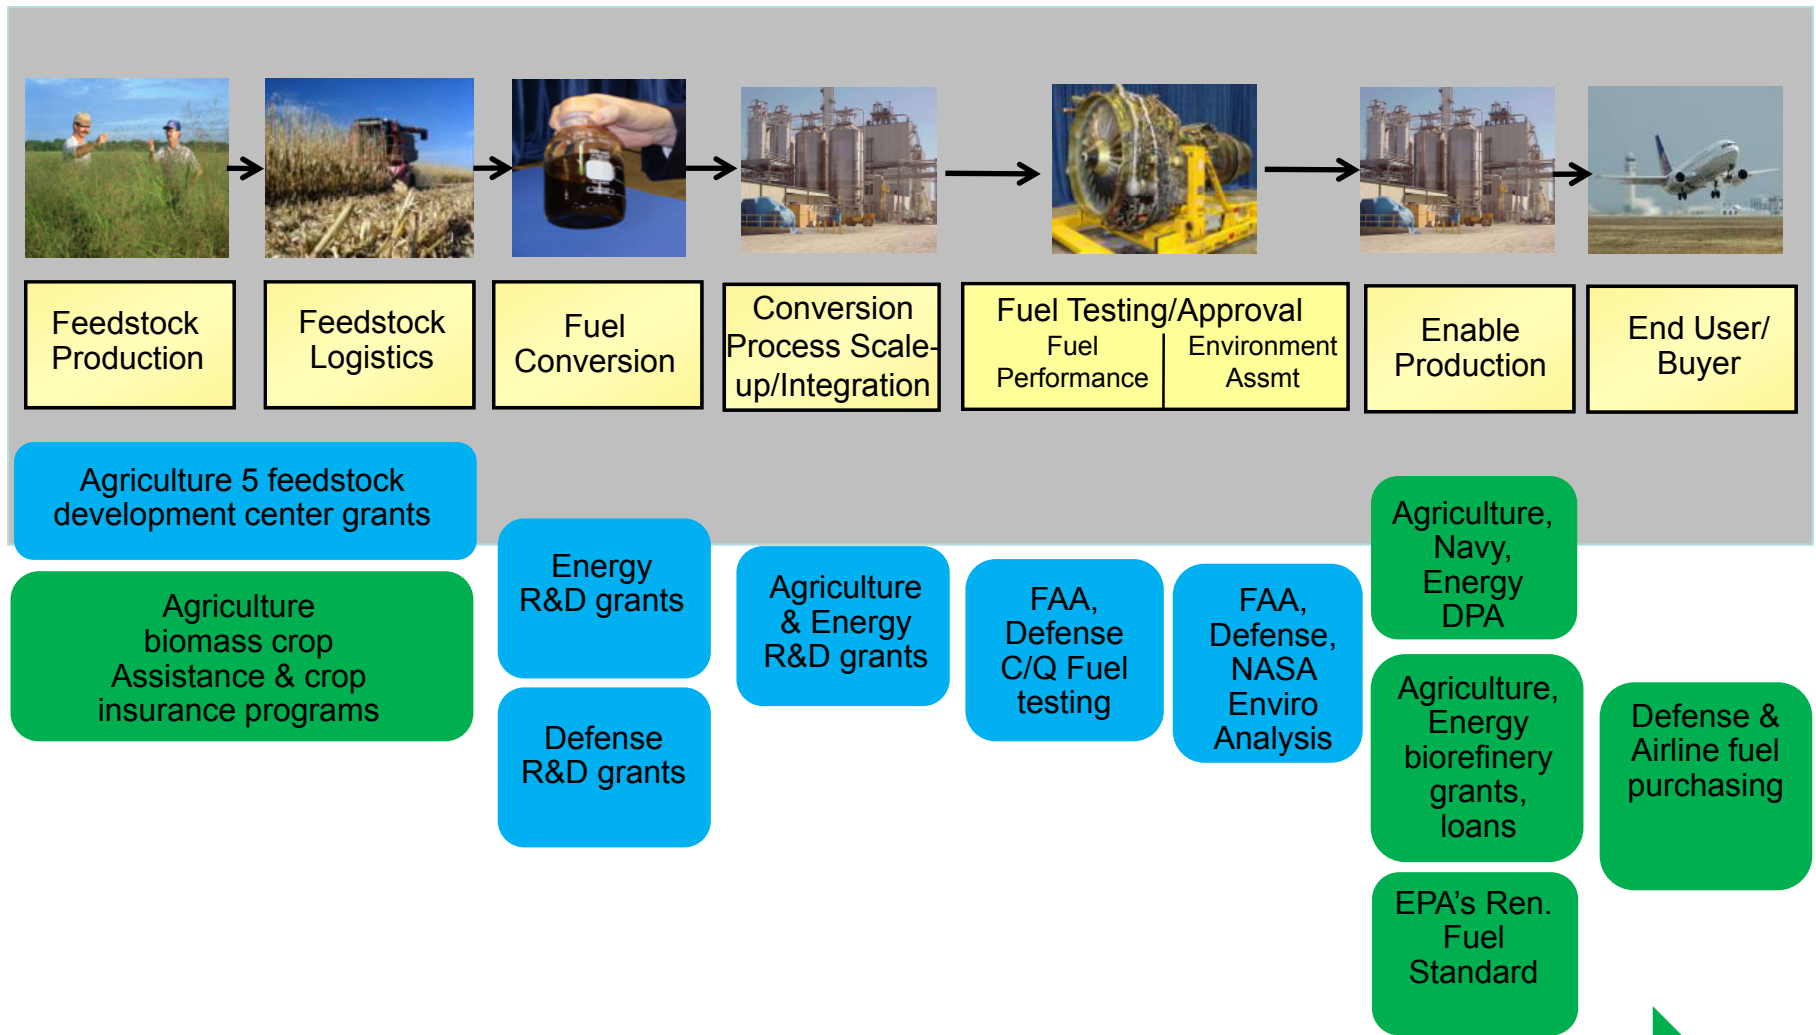 Feedstock
Production
Feedstock
Logistics
Fuel
Conversion
Conversion
Process Scale-
up/Integration
Fuel Testing/Approval
Fuel
Performance
Environment
Assmt
Enable
Production
End User/
Buyer
Agriculture 5 feedstock
development center grants
Agriculture
biomass crop
Assistance & crop
insurance programs
Energy
R&D grants
Defense
R&D grants
Agriculture
& Energy
R&D grants
FAA,
Defense
C/Q Fuel
testing
FAA,
Defense,
NASA
Enviro
Analysis
Agriculture,
Navy,
Energy
DPA
Agriculture,
Energy
biorefinery
grants,
loans
EPA’s Ren.
Fuel
Standard
Defense &
Airline fuel
purchasing